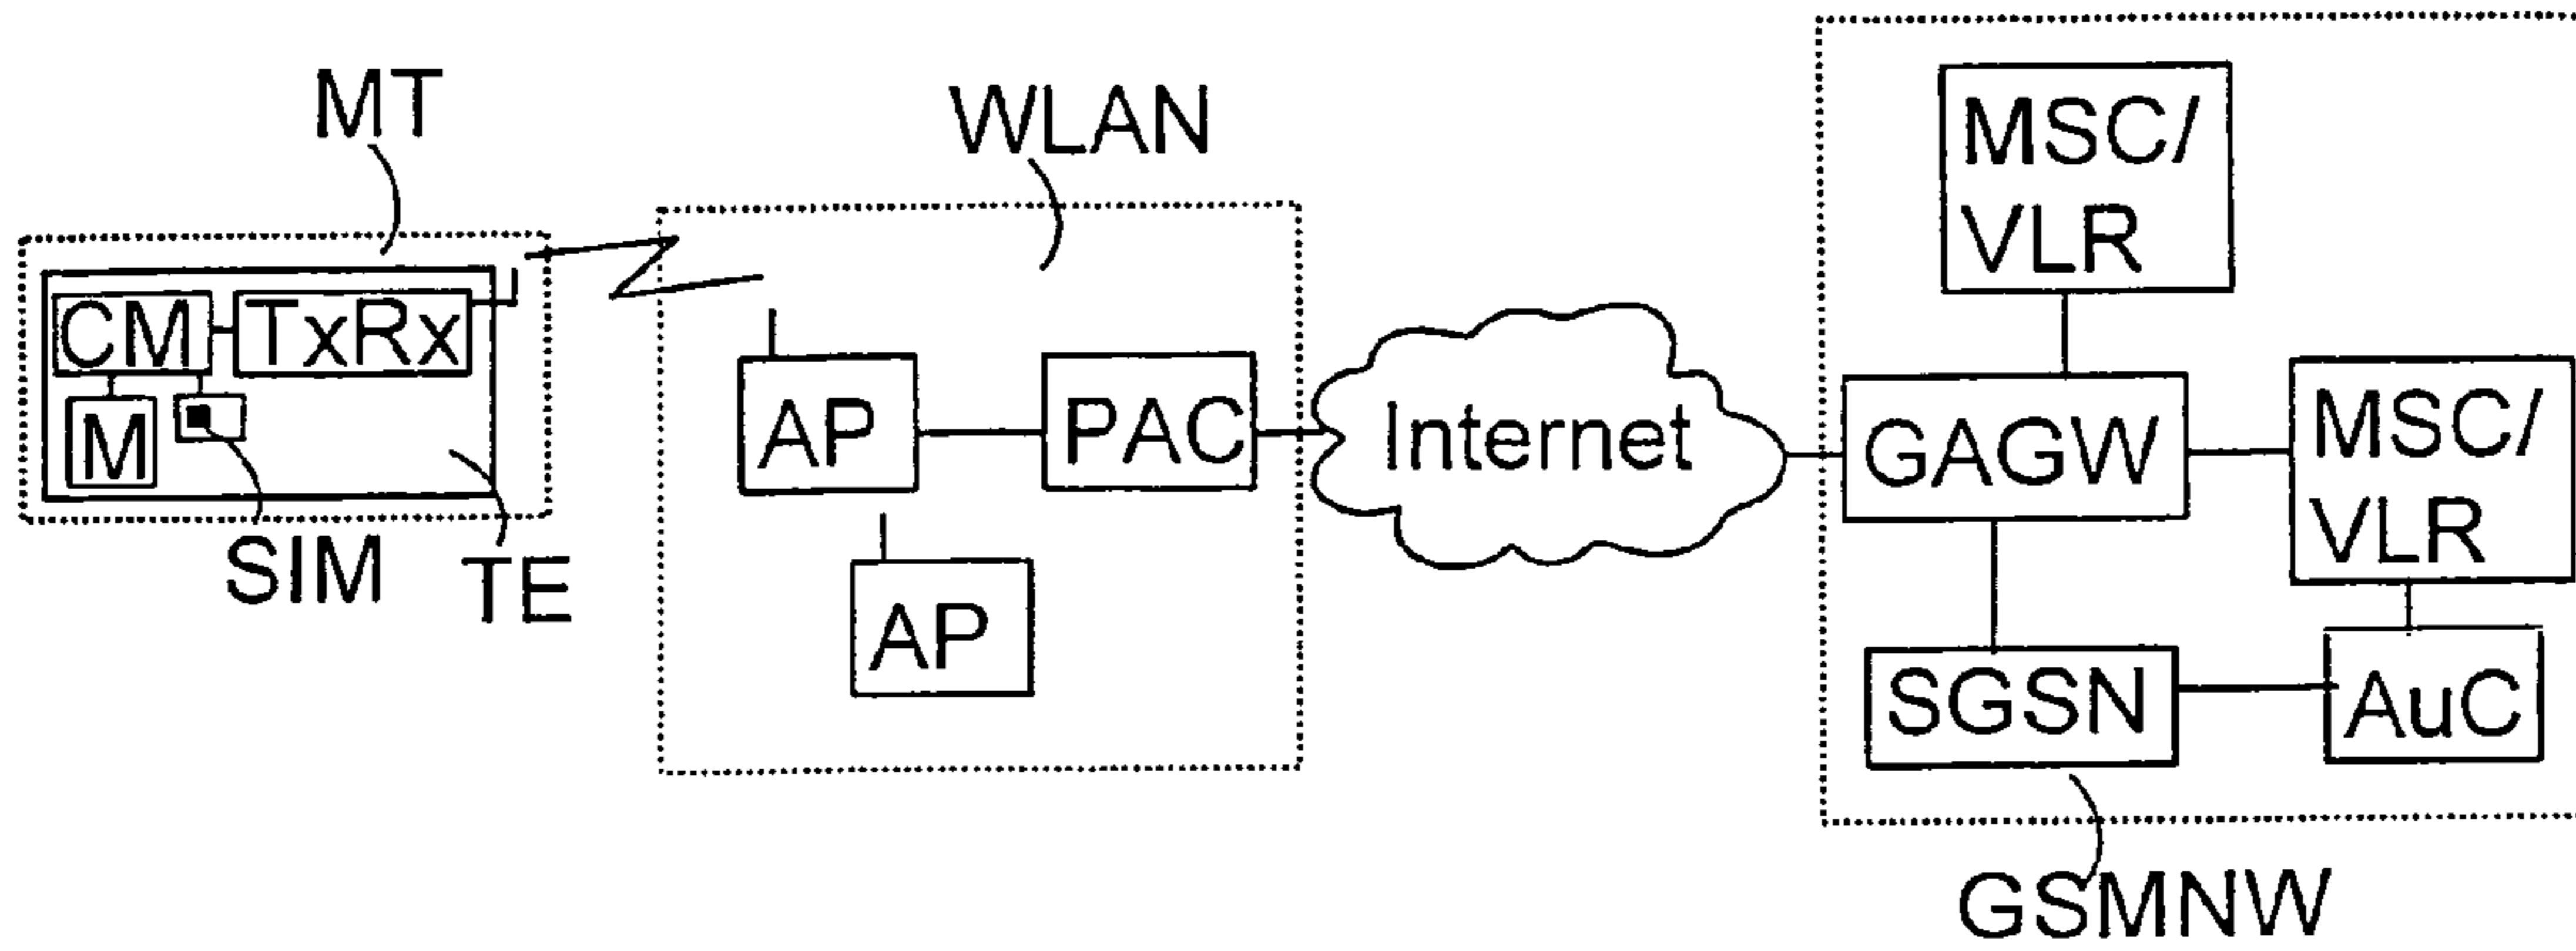 MT
WLAN
MSC/
VLR
CM
TxRx
M
SIM
TE
AP
PAC
AP
Internet
GAGW
MSC/
VLR
SGSN
AuC
GSMNW